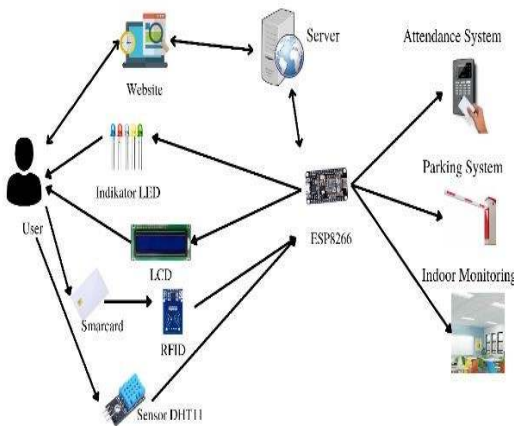 Server
Attendance System
Website
Parking System
Indikator LED
User
ESP8266
LCD
Indoor Monitoring
Smarcard
RFID
Sensor DHT11